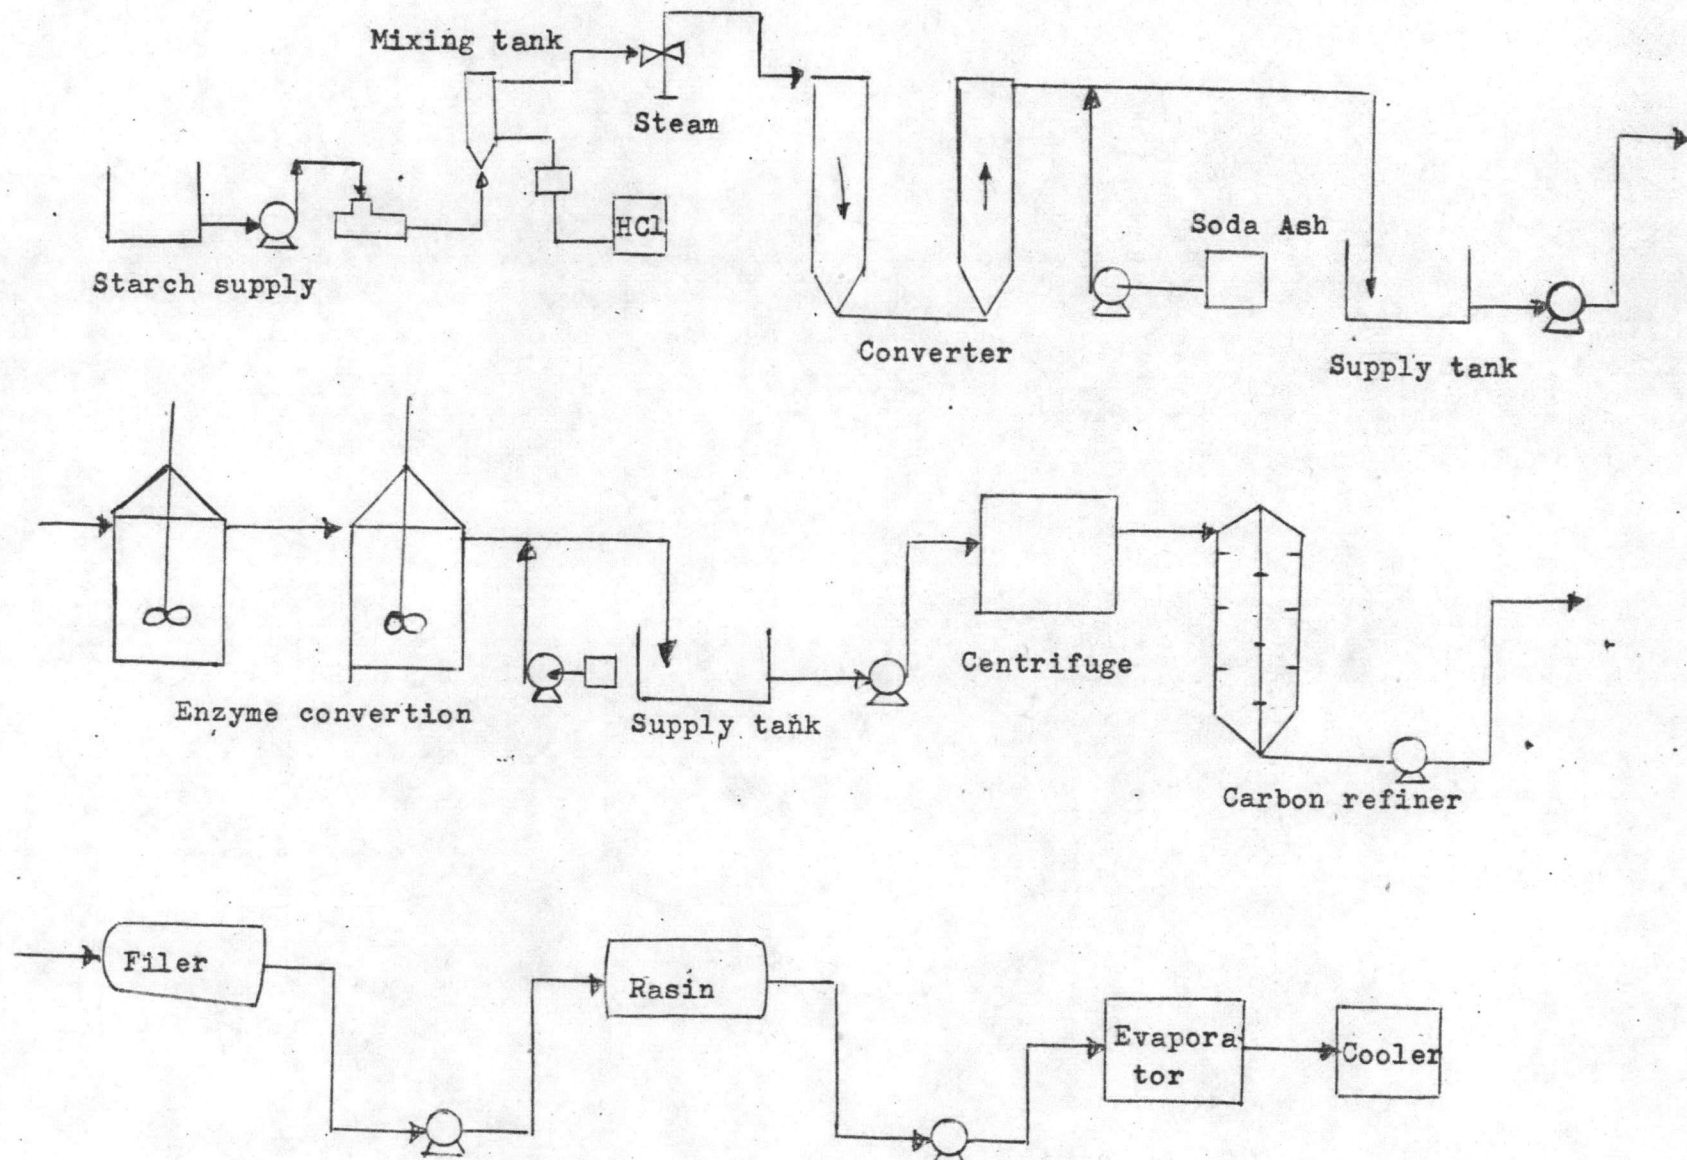 Mixing tank
Steam
HCl
Soda Ash
Starch supply
Converter
Supply tank
Enzyme convertion
Supply tank
Centrifuge
Carbon refiner
Filer
Rasin
Evapora
tor
Cooler